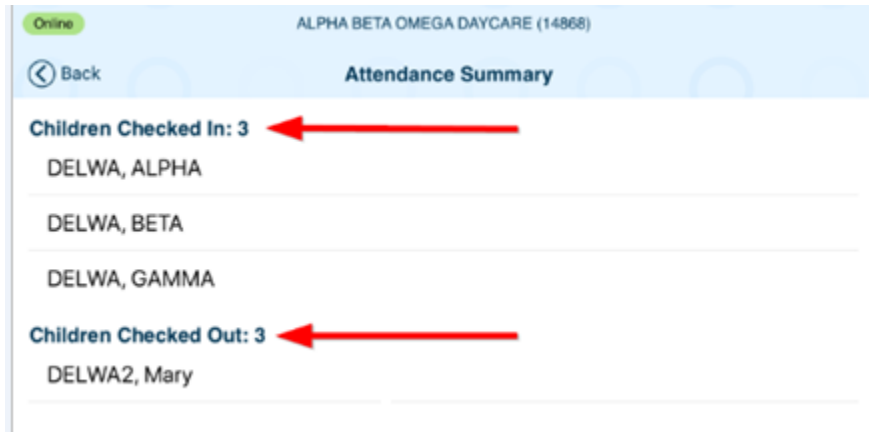 Online
ALPHA BETA OMEGA DAYCARE (14868)
Back
Attendance Summary
Children Checked In: 3
DELWA, ALPHA
DELWA, BETA
DELWA, GAMMA
Children Checked Out: 3
DELWA2, Mary